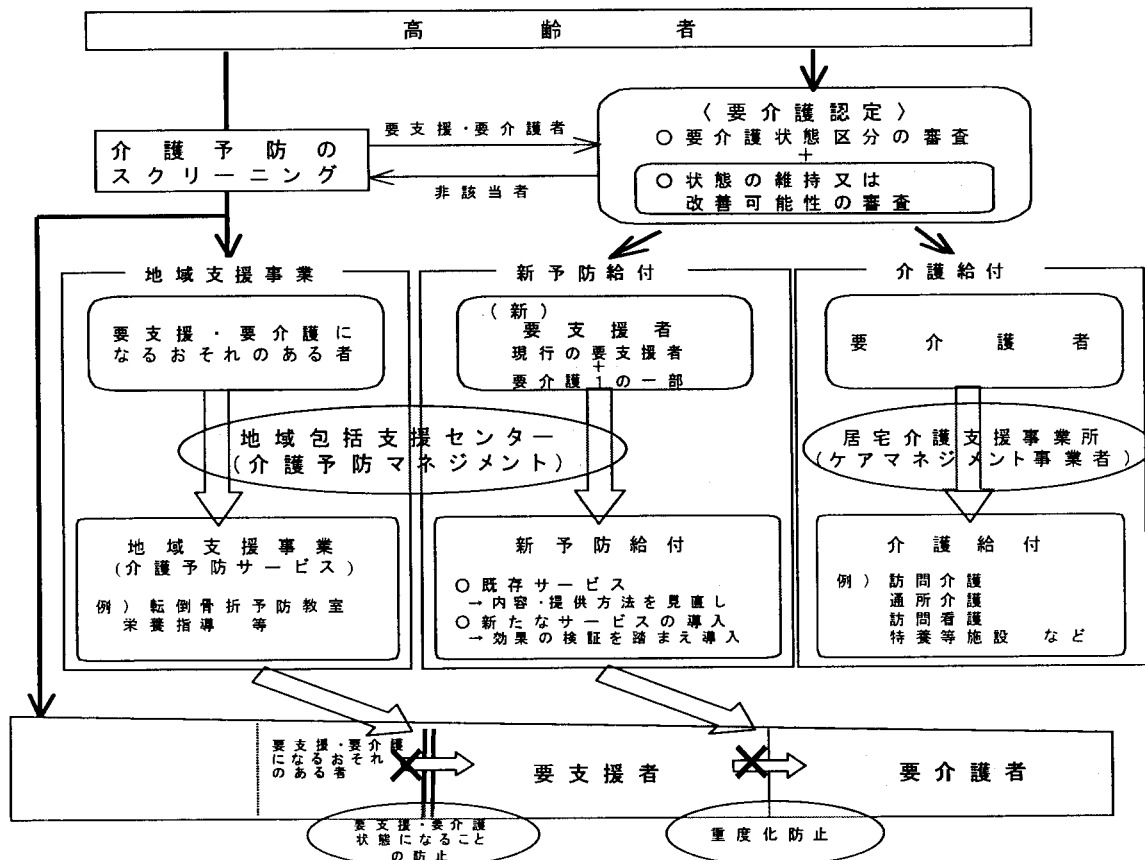 高齢者
〈要介護認定〉
○要介護状態区分の審査
+
○状態の維持又は
改善可能性の審査
介護予防の
スクリーニング
要支援・要介護者
非該当者
地域支援事業
要支援・要介護に
なるおそれのある者
新予防給付
(新)
要支援者
現行の要支援者
+
要介護1の一部
介護給付
要介護者
地域包括支援センター
(介護予防マネジメント)
居宅介護支援事業所
(ケアマネジメント事業者)
地域支援事業
(介護予防サービス)
例)転倒骨折予防教室
栄養指導 等
新予防給付
○既存サービス
→内容・提供方法を見直し
○新たなサービスの導入
→効果の検証を踏まえ導入
介護給付
例)訪問介護
通所介護
訪問看護
特養等施設 など
要支援・要介護
になるおそれ
のある者
要支援者
要介護者
要支援・要介護
状態になること
の防止
重度化防止